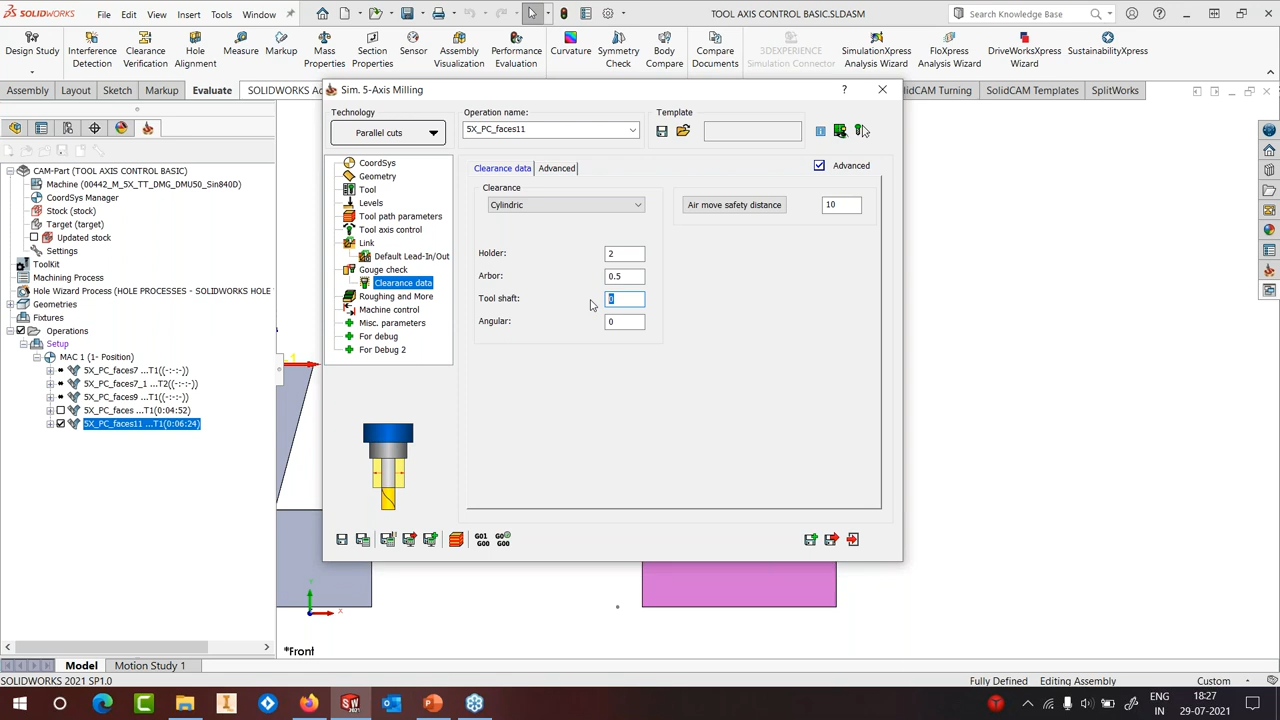 SOLIDWORKS
File Edit View Insert Tools Window
TOOL AXIS CONTROL BASIC.SLDASM
Search Knowledge Base
Design Study
Interference Detection
Clearance Verification
Hole Alignment
Measure
Markup
Mass Properties
Section Properties
Sensor
Assembly Visualization
Performance Evaluation
Curvature
Symmetry Check
Body Compare
Compare Documents
3DEXPERIENCE Simulation Connector
SimulationXpress Analysis Wizard
FloXpress Analysis Wizard
DriveWorksXpress Wizard
SustainabilityXpress
Assembly Layout Sketch Markup Evaluate SOLIDWORKS Ad
olidCAM Turning SolidCAM Templates SplitWorks
CAM-Part (TOOL AXIS CONTROL BASIC)
Machine (00442_M_5X_TT_DMG_DMU50_Sin840D)
CoordSys Manager
Stock (stock)
Target (target)
Updated stock
Settings
ToolKit
Machining Process
Hole Wizard Process (HOLE PROCESSES - SOLIDWORKS HOLE
Geometries
Fixtures
Operations
Setup
MAC 1 (1- Position)
5X_PC_faces7 ...T1((-:-:-)
5X_PC_faces7_1 ...T2((-:-:-)
5X_PC_faces9 ...T1((-:-:-)
5X_PC_faces ...T1(0:04:52)
5X_PC_faces11 ...T1(0:06:24)
Sim. 5-Axis Milling
?
Technology
Parallel cuts
Operation name:
5X_PC_faces11
Template
CoordSys
Geometry
Tool
Levels
Tool path parameters
Tool axis control
Link
Default Lead-In/Out
Gouge check
Clearance data
Roughing and More
Machine control
Misc. parameters
For debug
For Debug 2
Clearance data Advanced
Advanced
Clearance
Cylindric
Air move safety distance 10
Holder: 2
Arbor: 0.5
Tool shaft: 0
Angular: 0
G01 G00
G0 G00
1
Y
X
*Front
Model Motion Study 1
SOLIDWORKS 2021 SP1.0
Fully Defined Editing Assembly Custom
ENG
IN
18:27
29-07-2021